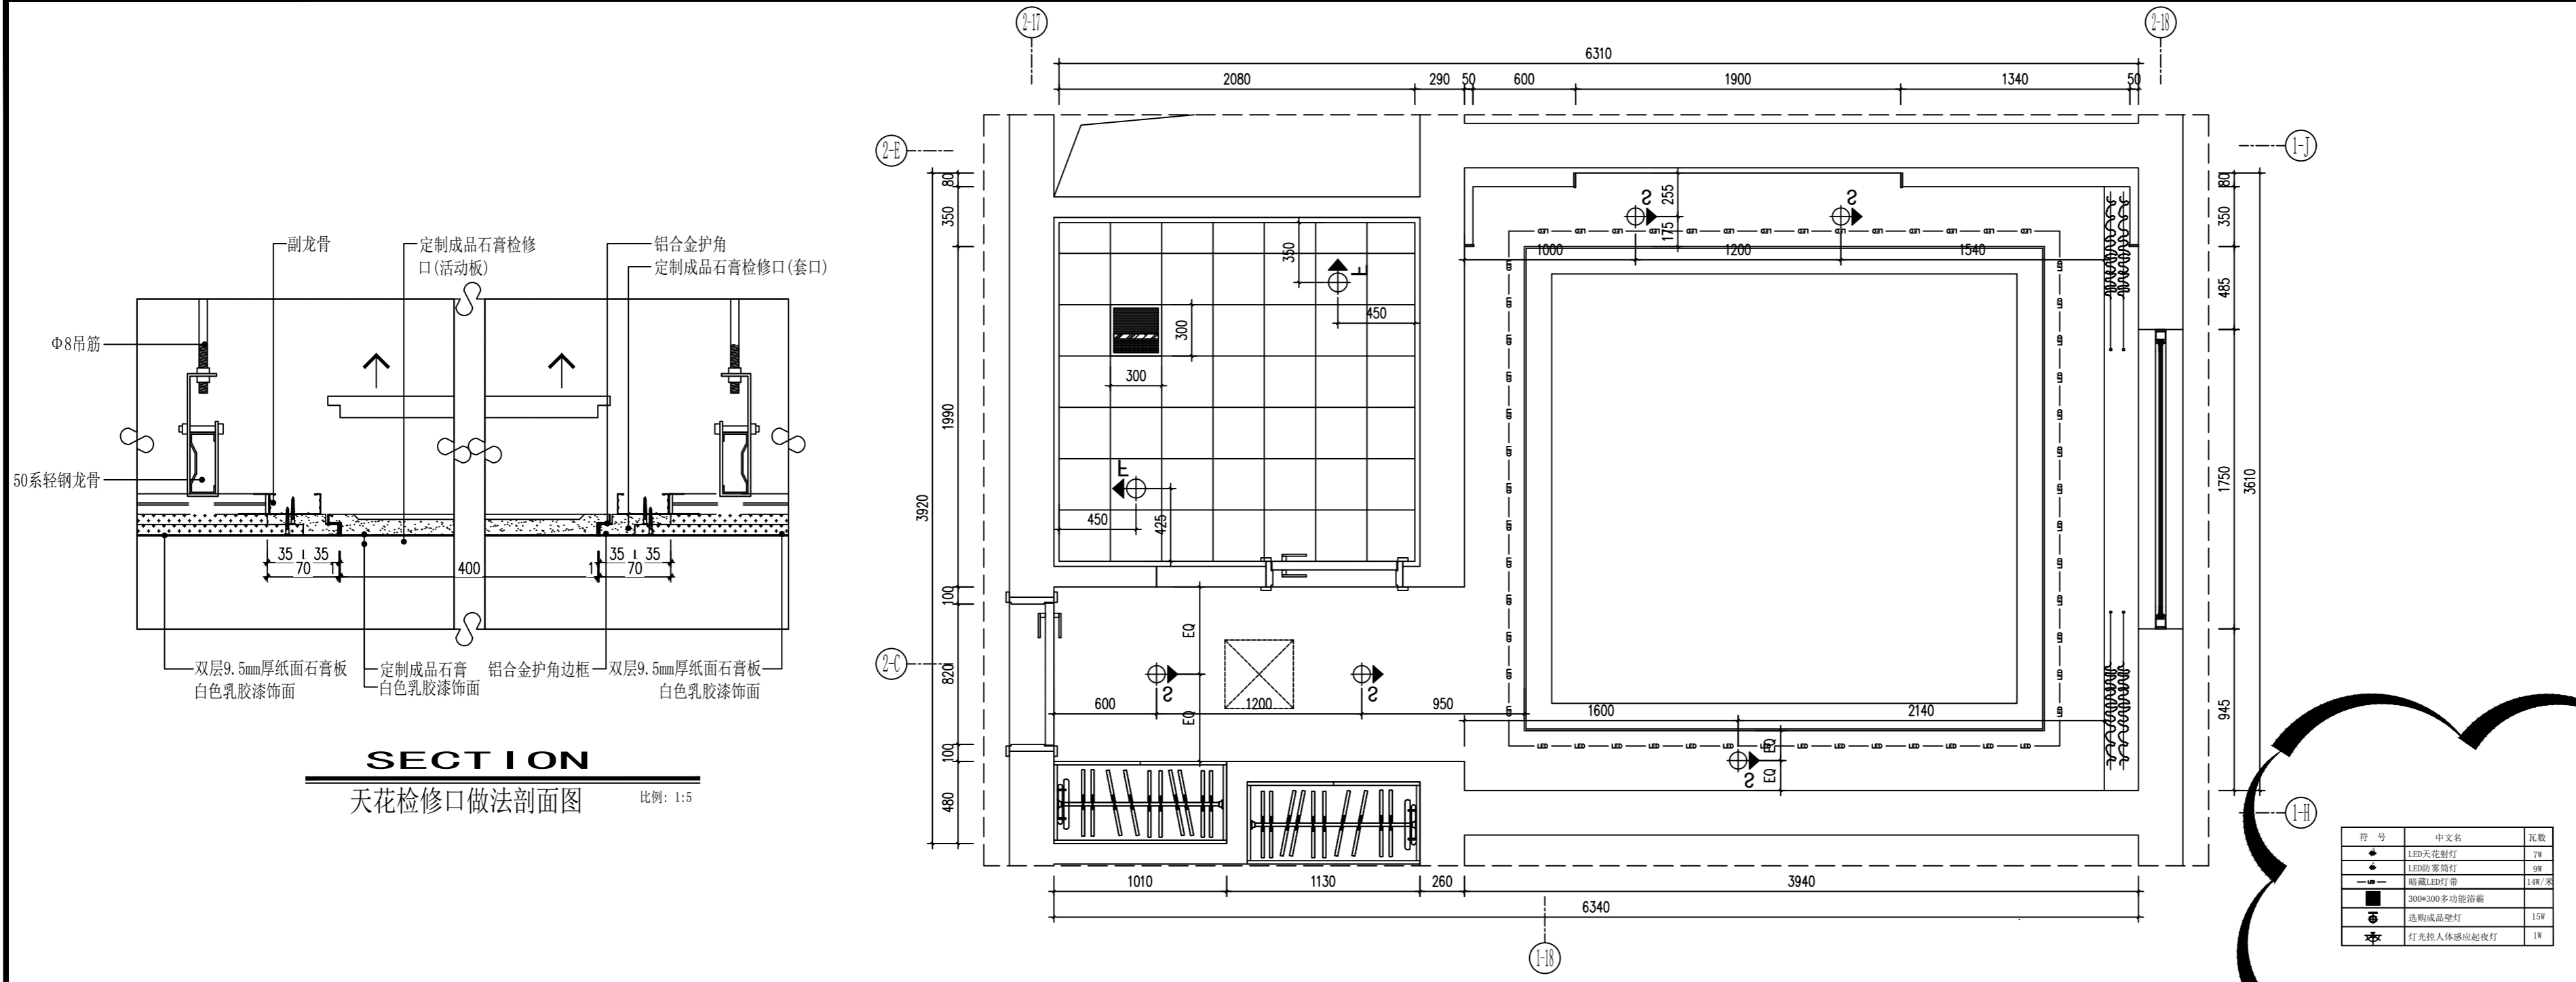 副龙骨
定制成品石膏检修
口(活动板)
铝合金护角
定制成品石膏检修口(套口)
Φ8吊筋
50系轻钢龙骨
35 35
70 1
400
1 35 35
70
双层9.5mm厚纸面石膏板
白色乳胶漆饰面
定制成品石膏
白色乳胶漆饰面
铝合金护角边框
双层9.5mm厚纸面石膏板
白色乳胶漆饰面
SECTION
天花检修口做法剖面图
比例: 1:5
2-17
2-18
6310
2080 290 50 600 1900 1340 50
2-E
1-J
80
350
1990
100
820
100
480
3920
2-C
350
450
300
300
450
425
F
F
S
S
255
175
1000 1200 1540
EQ
EQ
S
S
600 1200 950
1600 2140
EQ
EQ
S
LED
80
350
485
1750
945
3610
1-H
1010 1130 260 3940
6340
1-18
符 号 中文名 瓦数
LED天花射灯 7W
LED防雾筒灯 9W
LED 暗藏LED灯带 14W/米
300*300多功能浴霸
选购成品壁灯 15W
灯光控人体感应起夜灯 1W